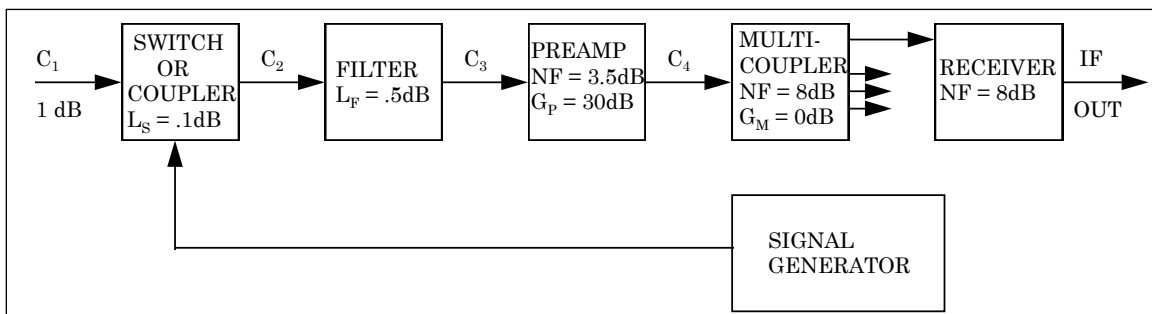 C1
1 dB
SWITCH
OR
COUPLER
LS = .1dB
C2
FILTER
LF = .5dB
C3
PREAMP
NF = 3.5dB
GP = 30dB
C4
MULTI-
COUPLER
NF = 8dB
GM = 0dB
RECEIVER
NF = 8dB
IF
OUT
SIGNAL
GENERATOR